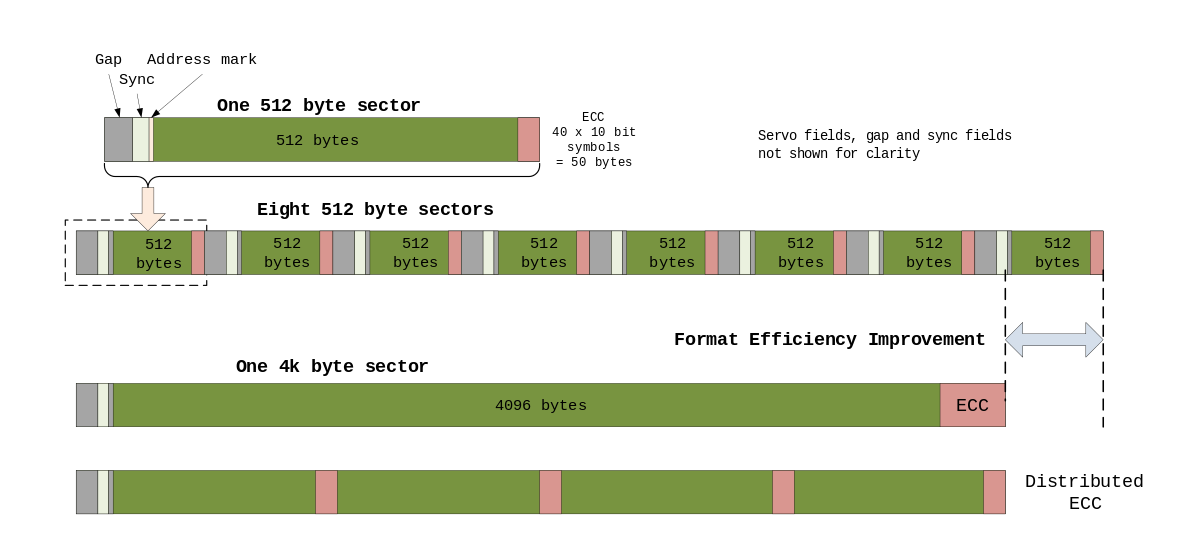 Gap   Address mark
Sync
One 512 byte sector
512 bytes
ECC
40 x 10 bit
symbols
= 50 bytes
Servo fields, gap and sync fields
not shown for clarity
Eight 512 byte sectors
512
bytes
512
bytes
512
bytes
512
bytes
512
bytes
512
bytes
512
bytes
512
bytes
Format Efficiency Improvement
One 4k byte sector
4096 bytes
ECC
Distributed
ECC